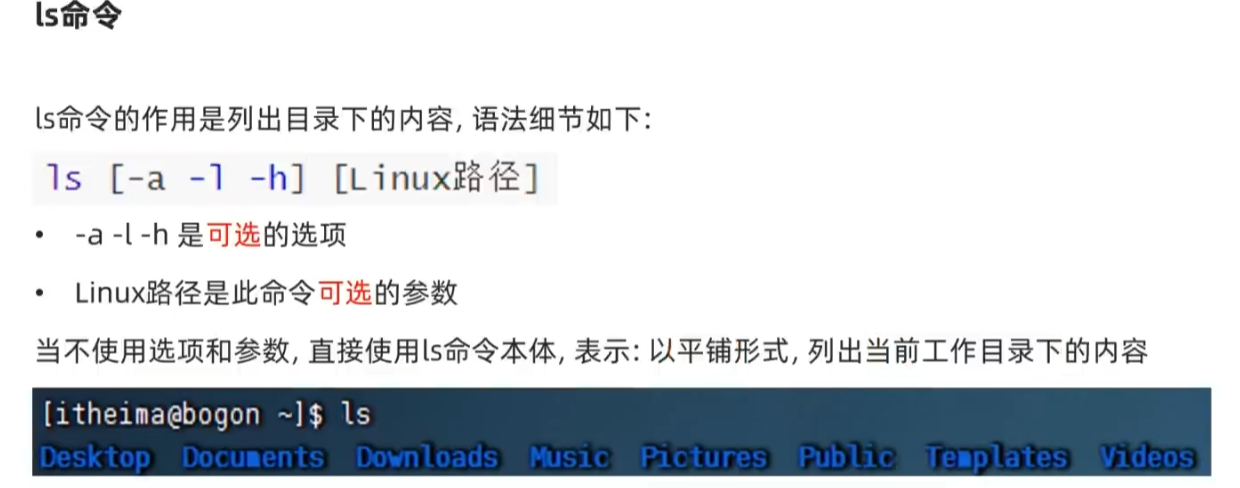 ls命令
ls命令的作用是列出目录下的内容, 语法细节如下:
ls [-a -l -h] [Linux路径]
• -a -l -h 是可选的选项
• Linux路径是此命令可选的参数
当不使用选项和参数, 直接使用ls命令本体, 表示: 以平铺形式, 列出当前工作目录下的内容
[itheima@bogon ~]$ ls
Desktop Documents Downloads Music Pictures Public Templates Videos